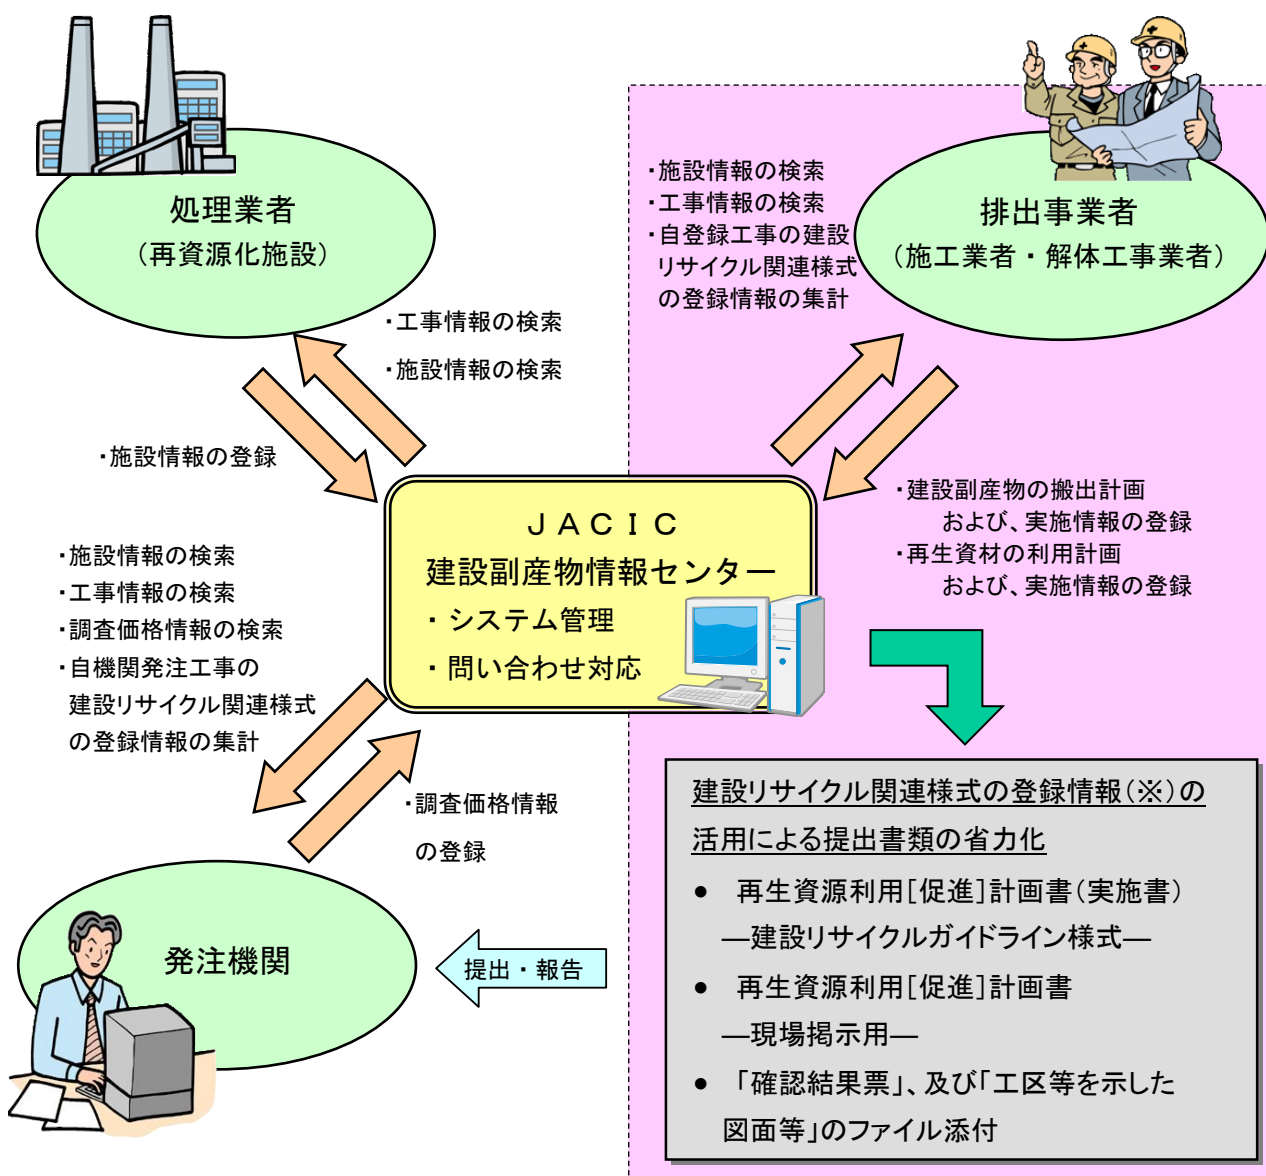 処理業者
（再資源化施設）
・施設情報の検索
・工事情報の検索
・自登録工事の建設
リサイクル関連様式
の登録情報の集計
排出事業者
（施工業者・解体工事業者）
・工事情報の検索
・施設情報の検索
・施設情報の登録
・建設副産物の搬出計画
および、実施情報の登録
・再生資材の利用計画
および、実施情報の登録
ＪＡＣＩＣ
建設副産物情報センター
・システム管理
・問い合わせ対応
・施設情報の検索
・工事情報の検索
・調査価格情報の検索
・自機関発注工事の
建設リサイクル関連様式
の登録情報の集計
・調査価格情報
の登録
発注機関
提出・報告
建設リサイクル関連様式の登録情報（※）の
活用による提出書類の省力化
● 再生資源利用［促進］計画書（実施書）
―建設リサイクルガイドライン様式―
● 再生資源利用［促進］計画書
―現場掲示用―
● 「確認結果票」、及び「工区等を示した
図面等」のファイル添付